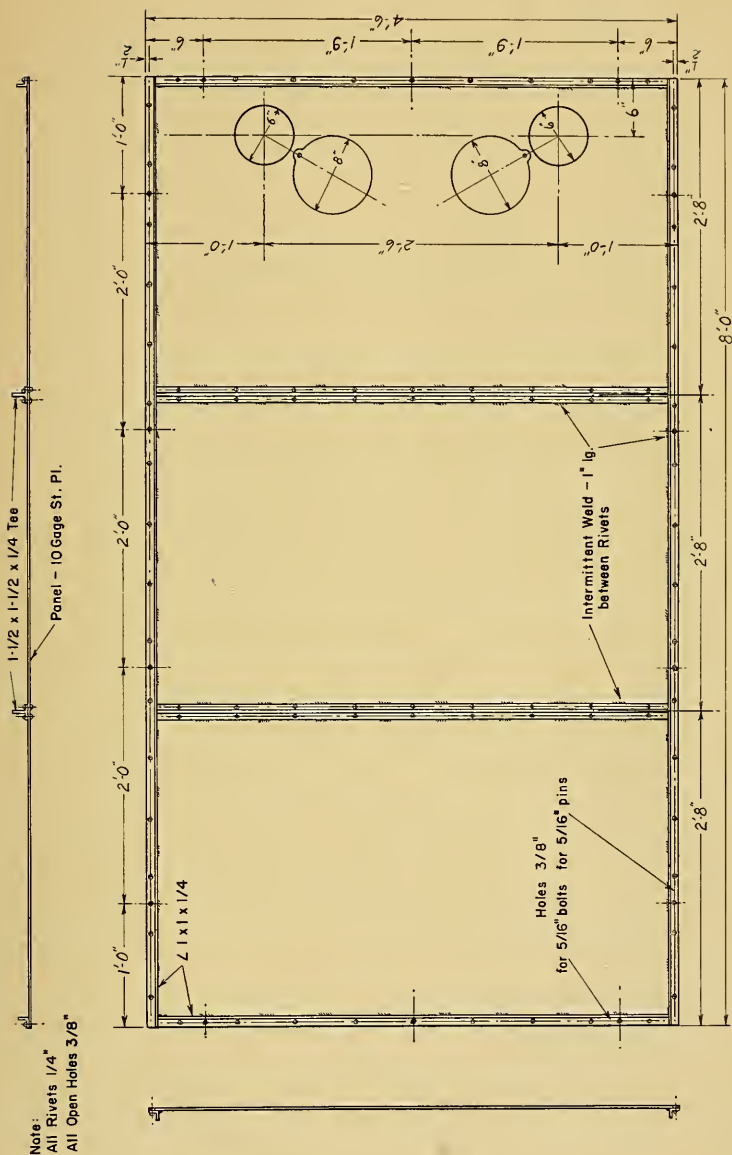 Note:
All Rivets 1/4"
All Open Holes 3/8"
1-1/2 x 1-1/2 x 1/4 Tee
Panel – 10 Gage St. Pl.
4'-6"
6"
1'-9"
1'-9"
6"
1/2"
1/2"
1'-0"
2'-0"
2'-0"
2'-0"
1'-0"
6"
8"
8"
6"
6"
1'-0"
2'-6"
1'-0"
∠ 1 x 1 x 1/4
Intermittent Weld – 1" lg.
between Rivets
Holes 3/8"
for 5/16" bolts for 5/16" pins
2'-8"
2'-8"
2'-8"
8'-0"